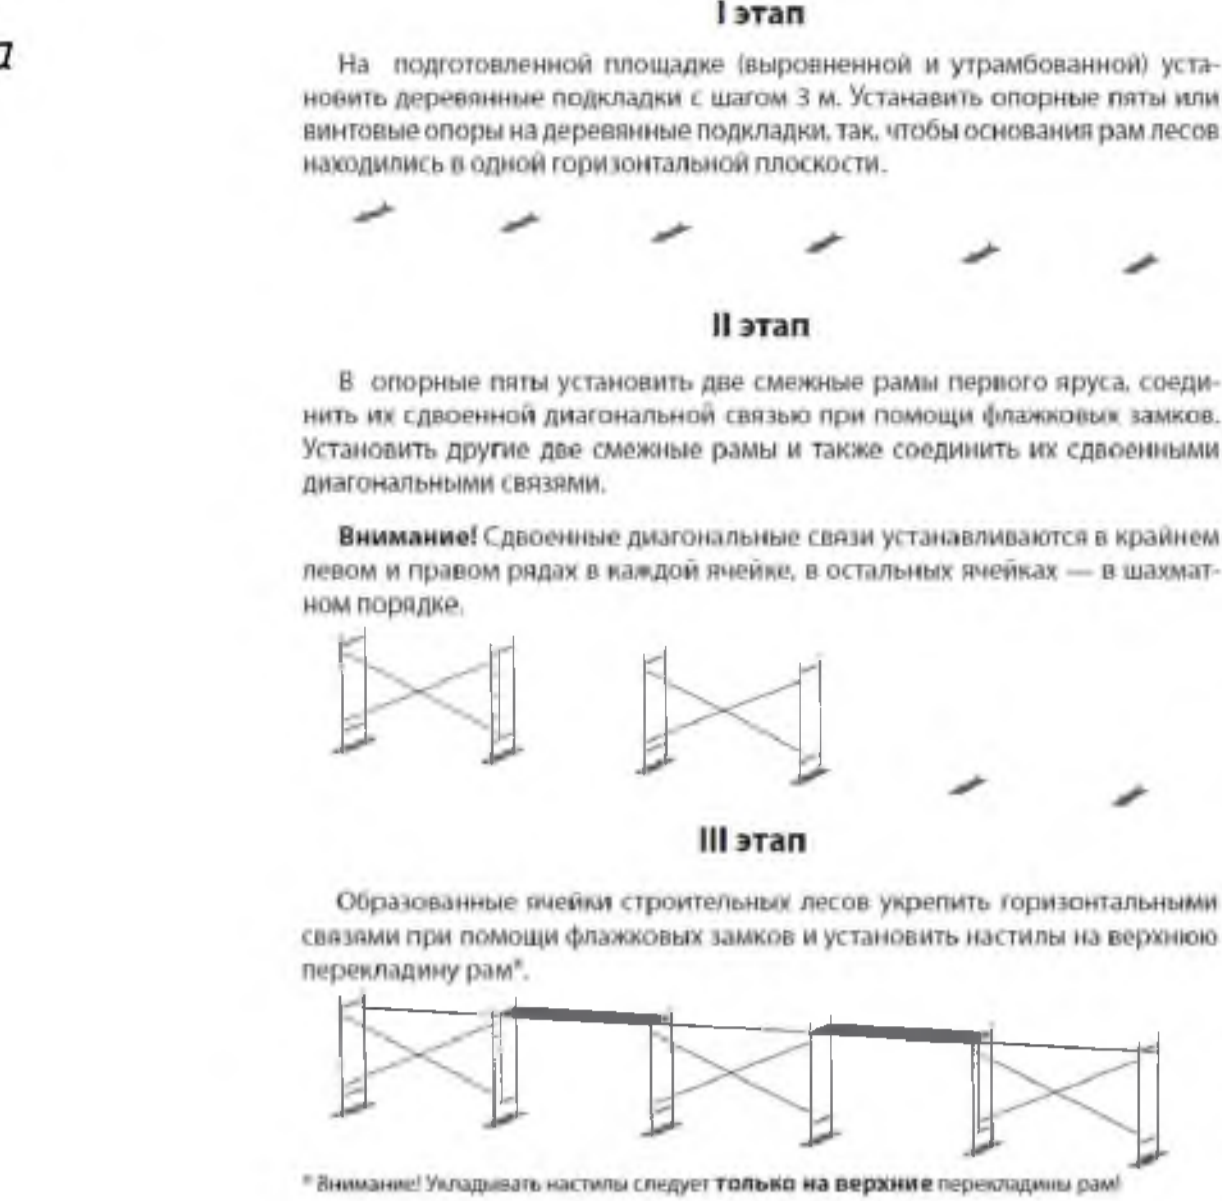 I этап
На подготовленной площадке (выровненной и утрамбованной) уста-
новить деревянные подкладки с шагом 3 м. Устанавить опорные пяты или
винтовые опоры на деревянные подкладки, так, чтобы основания рам лесов
находились в одной горизонтальной плоскости.
II этап
В опорные пяты установить две смежные рамы первого яруса, соеди-
нить их сдвоенной диагональной связью при помощи флажковых замков.
Установить другие две смежные рамы и также соединить их сдвоенными
диагональными связями.
Внимание! Сдвоенные диагональные связи устанавливаются в крайнем
левом и правом рядах в каждой ячейке, в остальных ячейках — в шахмат-
ном порядке.
III этап
Образованные ячейки строительных лесов укрепить горизонтальными
связями при помощи флажковых замков и установить настилы на верхнюю
перекладину рам*.
* Внимание! Укладывать настилы следует только на верхние перекладины рам!